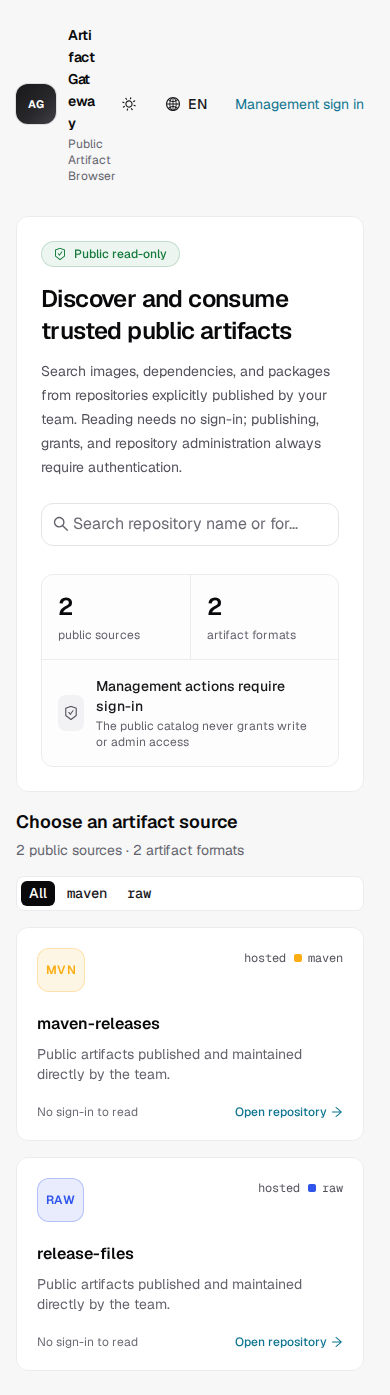 AG
Arti
fact
Gat
ewa
y
Public
Artifact
Browser
EN
Management sign in
Public read-only
Discover and consume
trusted public artifacts
Search images, dependencies, and packages
from repositories explicitly published by your
team. Reading needs no sign-in; publishing,
grants, and repository administration always
require authentication.
Search repository name or for...
2
public sources
2
artifact formats
Management actions require
sign-in
The public catalog never grants write
or admin access
Choose an artifact source
2 public sources · 2 artifact formats
All maven raw
MVN
hosted maven
maven-releases
Public artifacts published and maintained
directly by the team.
No sign-in to read
Open repository →
RAW
hosted raw
release-files
Public artifacts published and maintained
directly by the team.
No sign-in to read
Open repository →